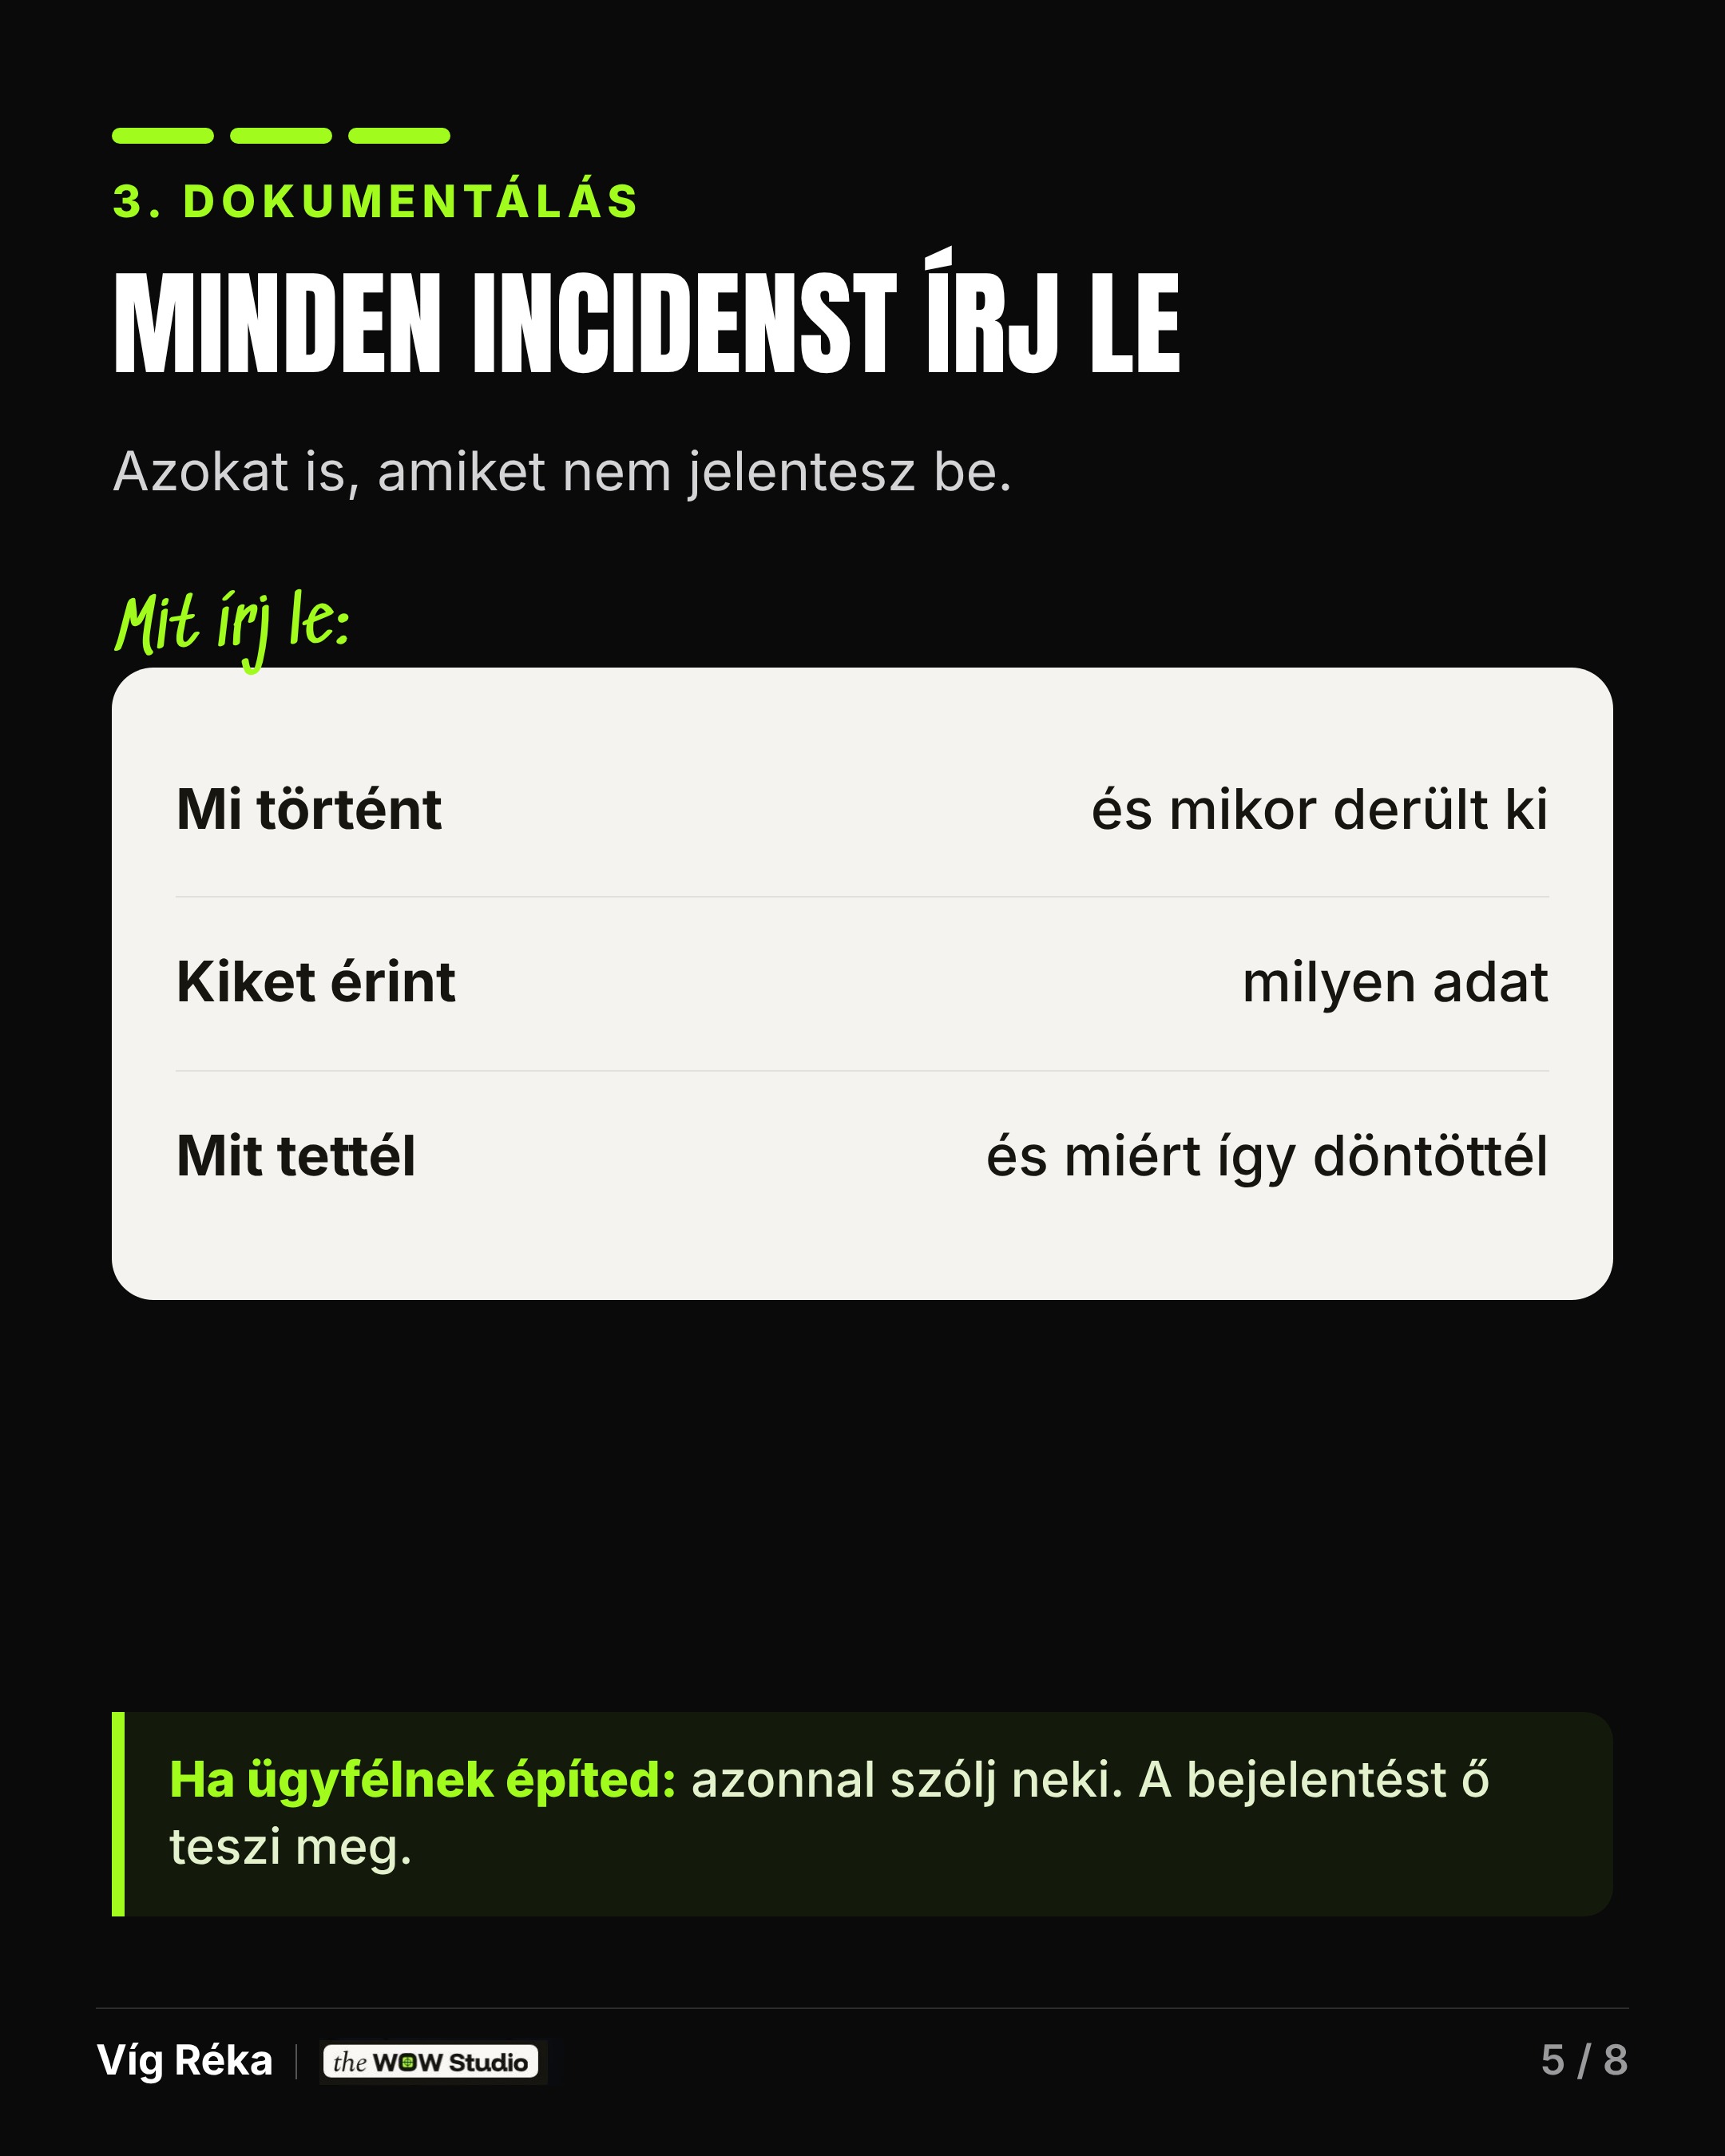 3. DOKUMENTÁLÁS
MINDEN INCIDENST ÍRJ LE
Azokat is, amiket nem jelentesz be.
Mit írj le:
Mi történt és mikor derült ki
Kiket érint milyen adat
Mit tettél és miért így döntöttél
Ha ügyfélnek építed: azonnal szólj neki. A bejelentést ő
teszi meg.
Víg Réka the WOW Studio 5 / 8